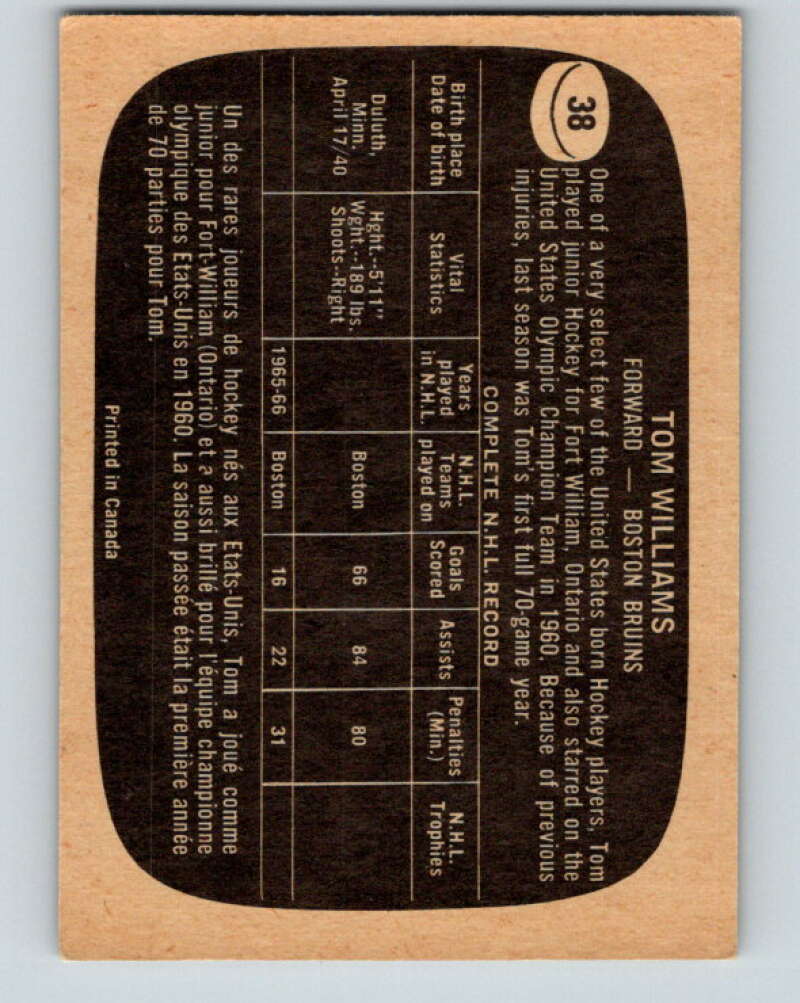 38
TOM WILLIAMS
FORWARD — BOSTON BRUINS
One of a very select few of the United States born Hockey players, Tom
played junior Hockey for Fort William, Ontario and also starred on the
United States Olympic Champion Team in 1960. Because of previous
injuries, last season was Tom's first full 70-game year.
COMPLETE N.H.L. RECORD
Birth place Vital Years N.H.L. Goals Assists Penalties N.H.L.
Date of birth Statistics played Teams Scored (Min.) Trophies
in N.H.L. played on
Duluth, Hght.--5'11" Boston 66 84 80
Minn. Wght.--189 lbs.
April 17/40 Shoots--Right
1965-66 Boston 16 22 31
Un des rares joueurs de hockey nés aux Etats-Unis, Tom a joué comme
junior pour Fort-William (Ontario) et a aussi brillé pour l'équipe championne
olympique des Etats-Unis en 1960. La saison passée était la première année
de 70 parties pour Tom.
Printed in Canada